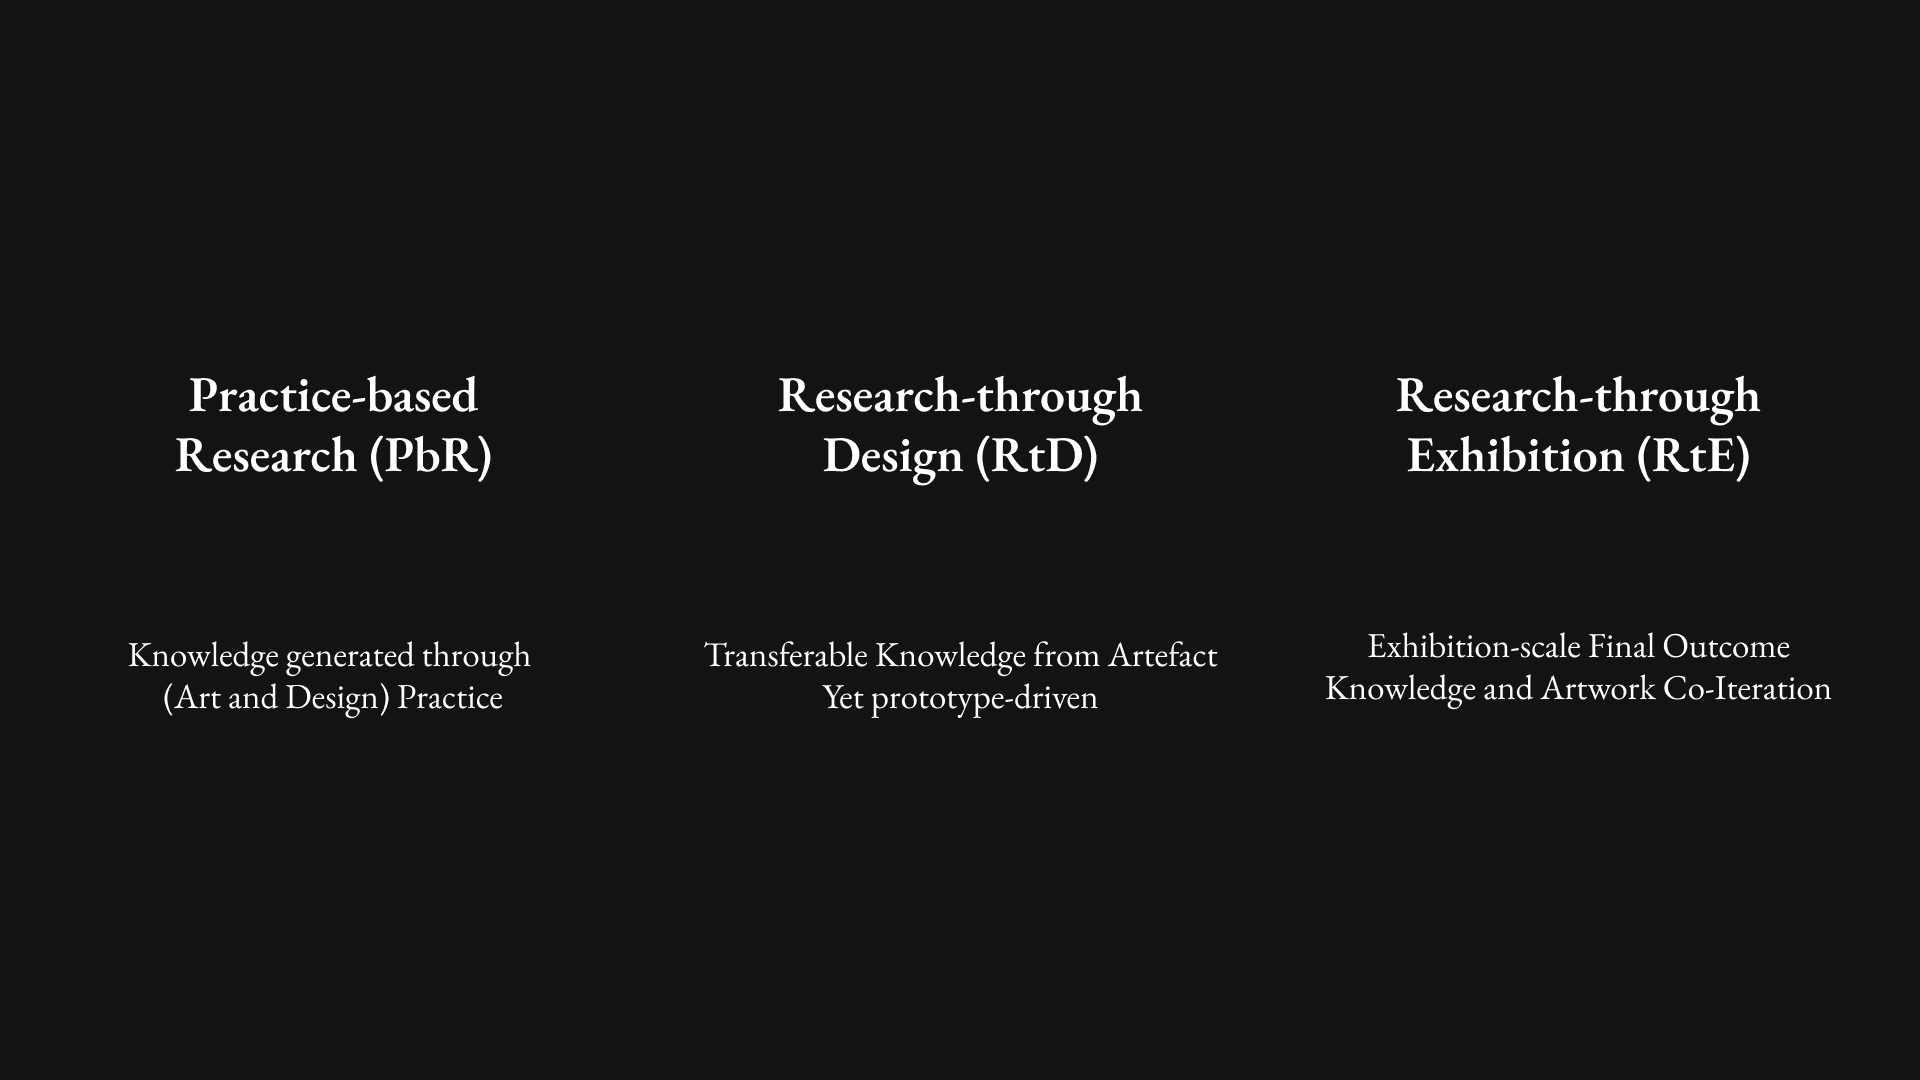 Practice-based
Research (PbR)
Knowledge generated through
(Art and Design) Practice
Research-through
Design (RtD)
Transferable Knowledge from Artefact
Yet prototype-driven
Research-through
Exhibition (RtE)
Exhibition-scale Final Outcome
Knowledge and Artwork Co-Iteration